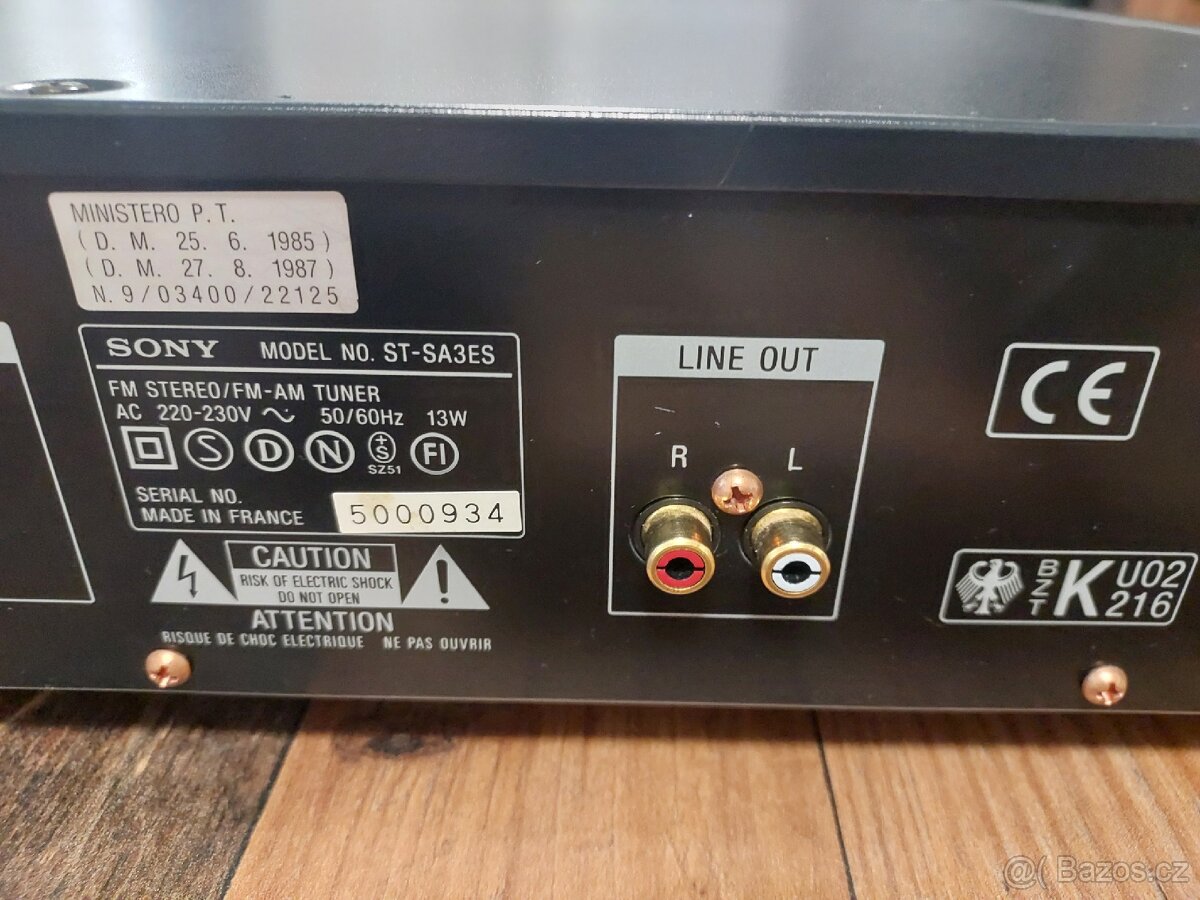 MINISTERO P.T.
(D. M. 25. 6. 1985)
(D. M. 27. 8. 1987)
N. 9/03400/22125
SONY MODEL NO. ST-SA3ES
FM STEREO/FM-AM TUNER
AC 220-230V ~ 50/60Hz 13W
S D N +S FI
SZ51
SERIAL NO. 5000934
MADE IN FRANCE
CAUTION
RISK OF ELECTRIC SHOCK
DO NOT OPEN
ATTENTION
RISQUE DE CHOC ELECTRIQUE NE PAS OUVRIR
LINE OUT
R L
CE
BZT K U02
216
@( Bazos.cz